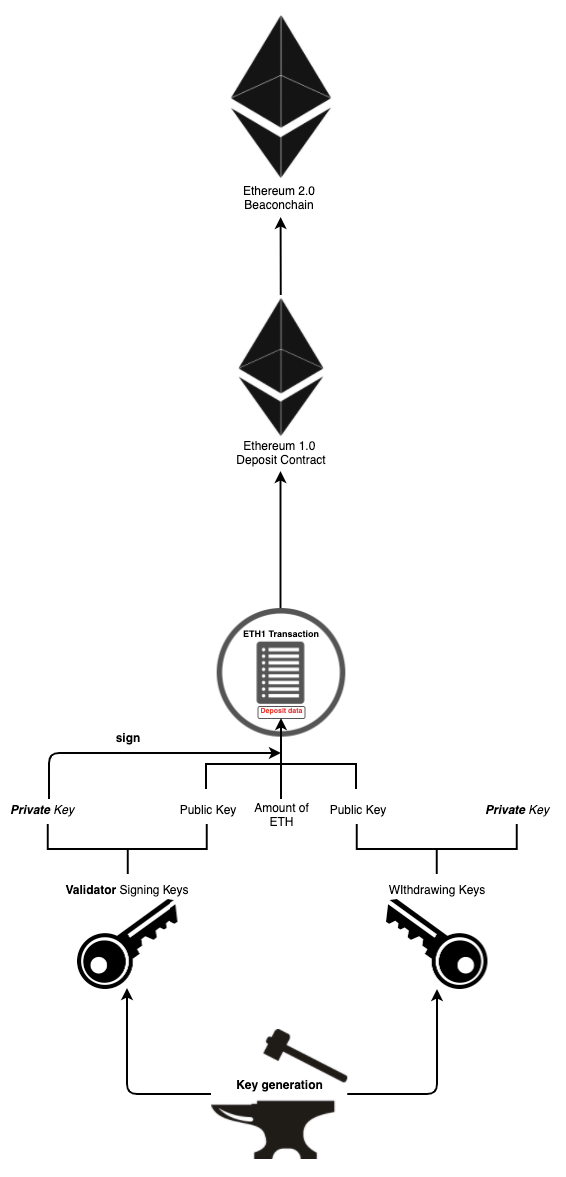 Ethereum 2.0
Beaconchain
Ethereum 1.0
Deposit Contract
ETH1 Transaction
Deposit data
sign
Private Key
Public Key
Amount of
ETH
Public Key
Private Key
Validator Signing Keys
WIthdrawing Keys
Key generation